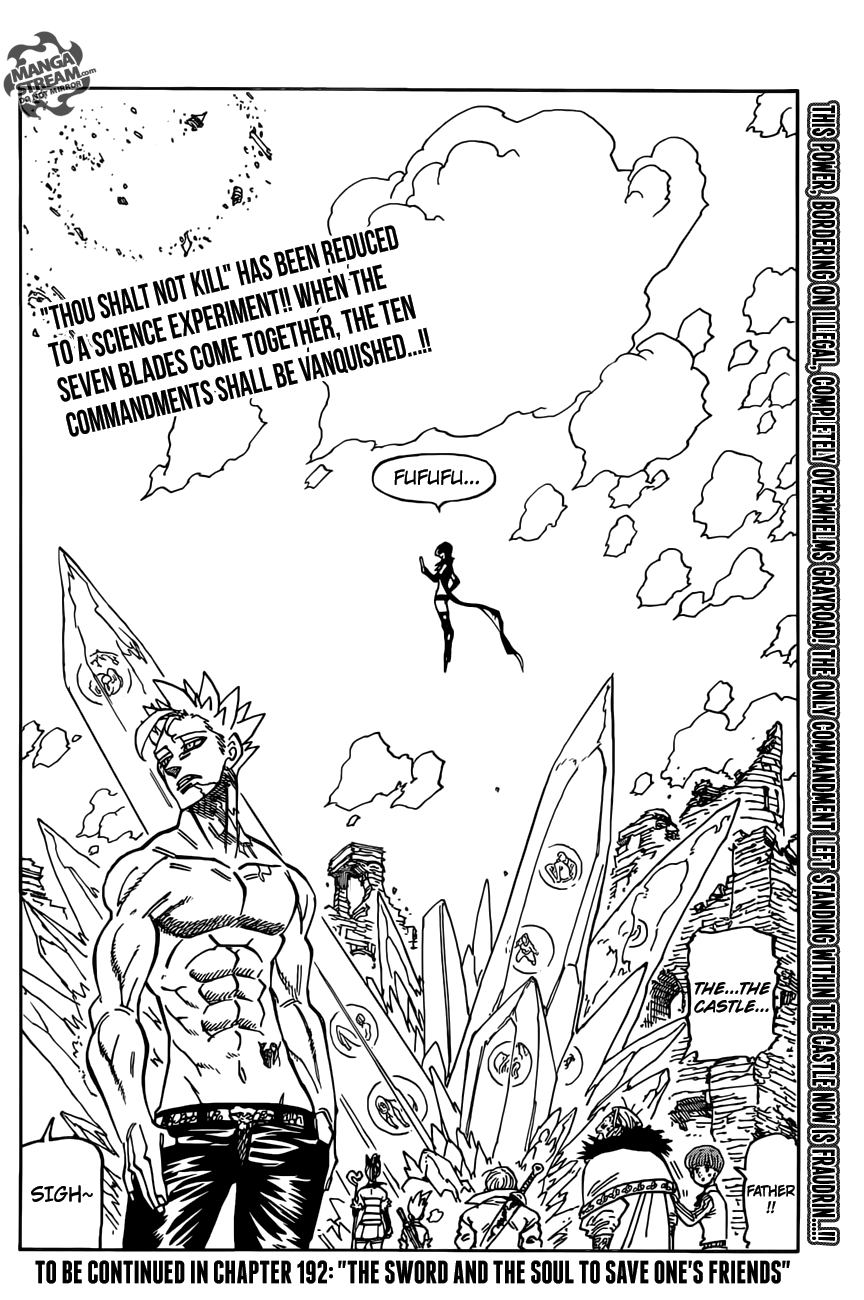 MANGA
STREAM.com
DO NOT MIRROR
THIS POWER, BORDERING ON ILLEGAL, COMPLETELY OVERWHELMS GRAYROAD! THE ONLY COMMANDMENT LEFT STANDING WITHIN THE CASTLE NOW IS FRAUDRIN...!!
"THOU SHALT NOT KILL" HAS BEEN REDUCED
TO A SCIENCE EXPERIMENT!! WHEN THE
SEVEN BLADES COME TOGETHER, THE TEN
COMMANDMENTS SHALL BE VANQUISHED...!!
FUFUFU...
THE...THE
CASTLE...
FATHER
!!
SIGH~
TO BE CONTINUED IN CHAPTER 192: "THE SWORD AND THE SOUL TO SAVE ONE'S FRIENDS"